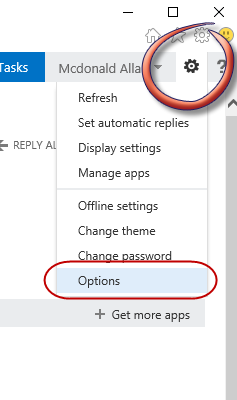 Tasks
Mcdonald Alla
?
Refresh
Set automatic replies
REPLY AL
Display settings
Manage apps
Offline settings
Change theme
Change password
Options
+ Get more apps